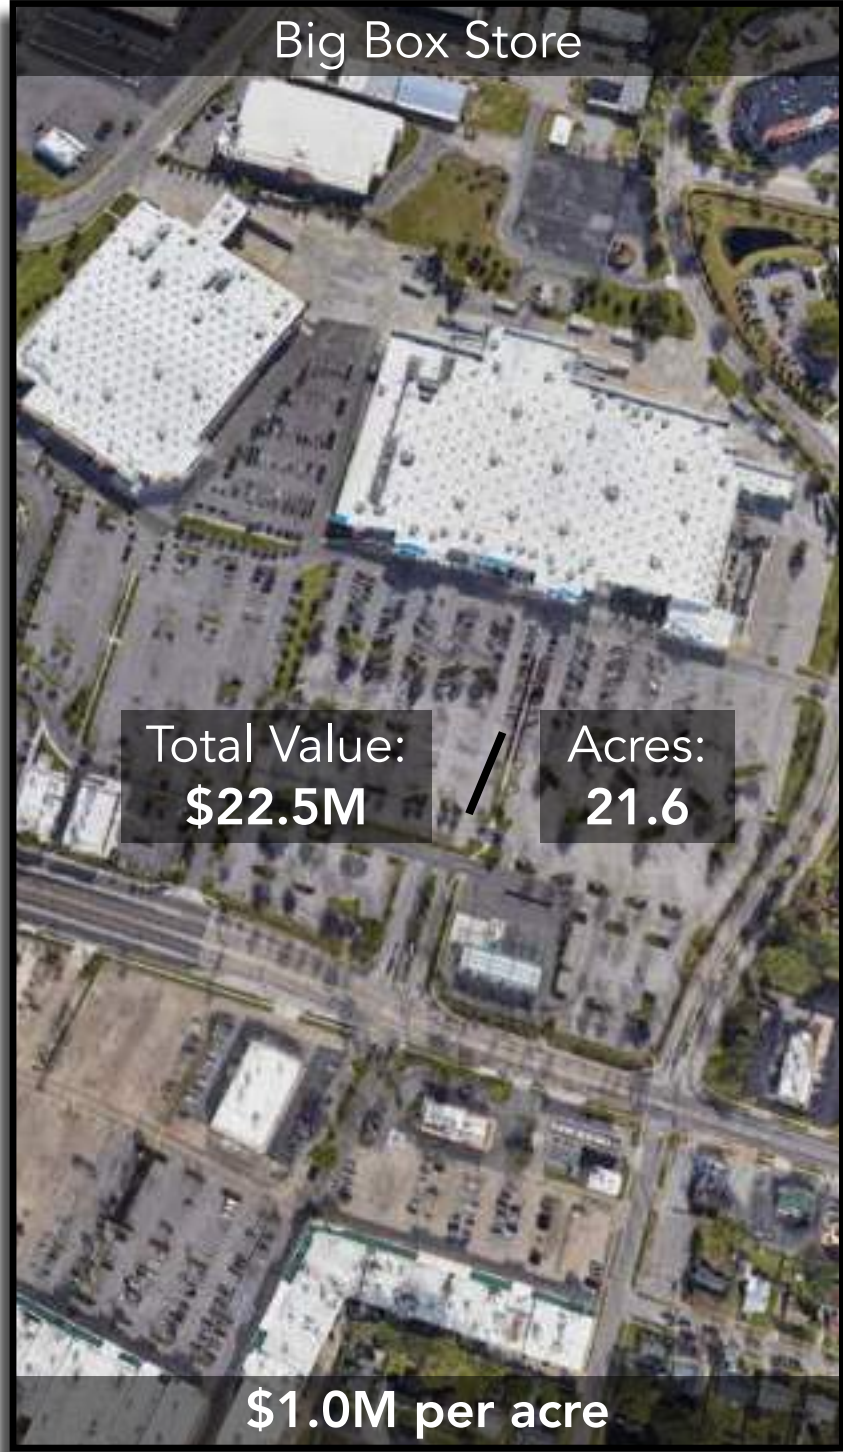 Big Box Store
Total Value:
$22.5M
/
Acres:
21.6
$1.0M per acre